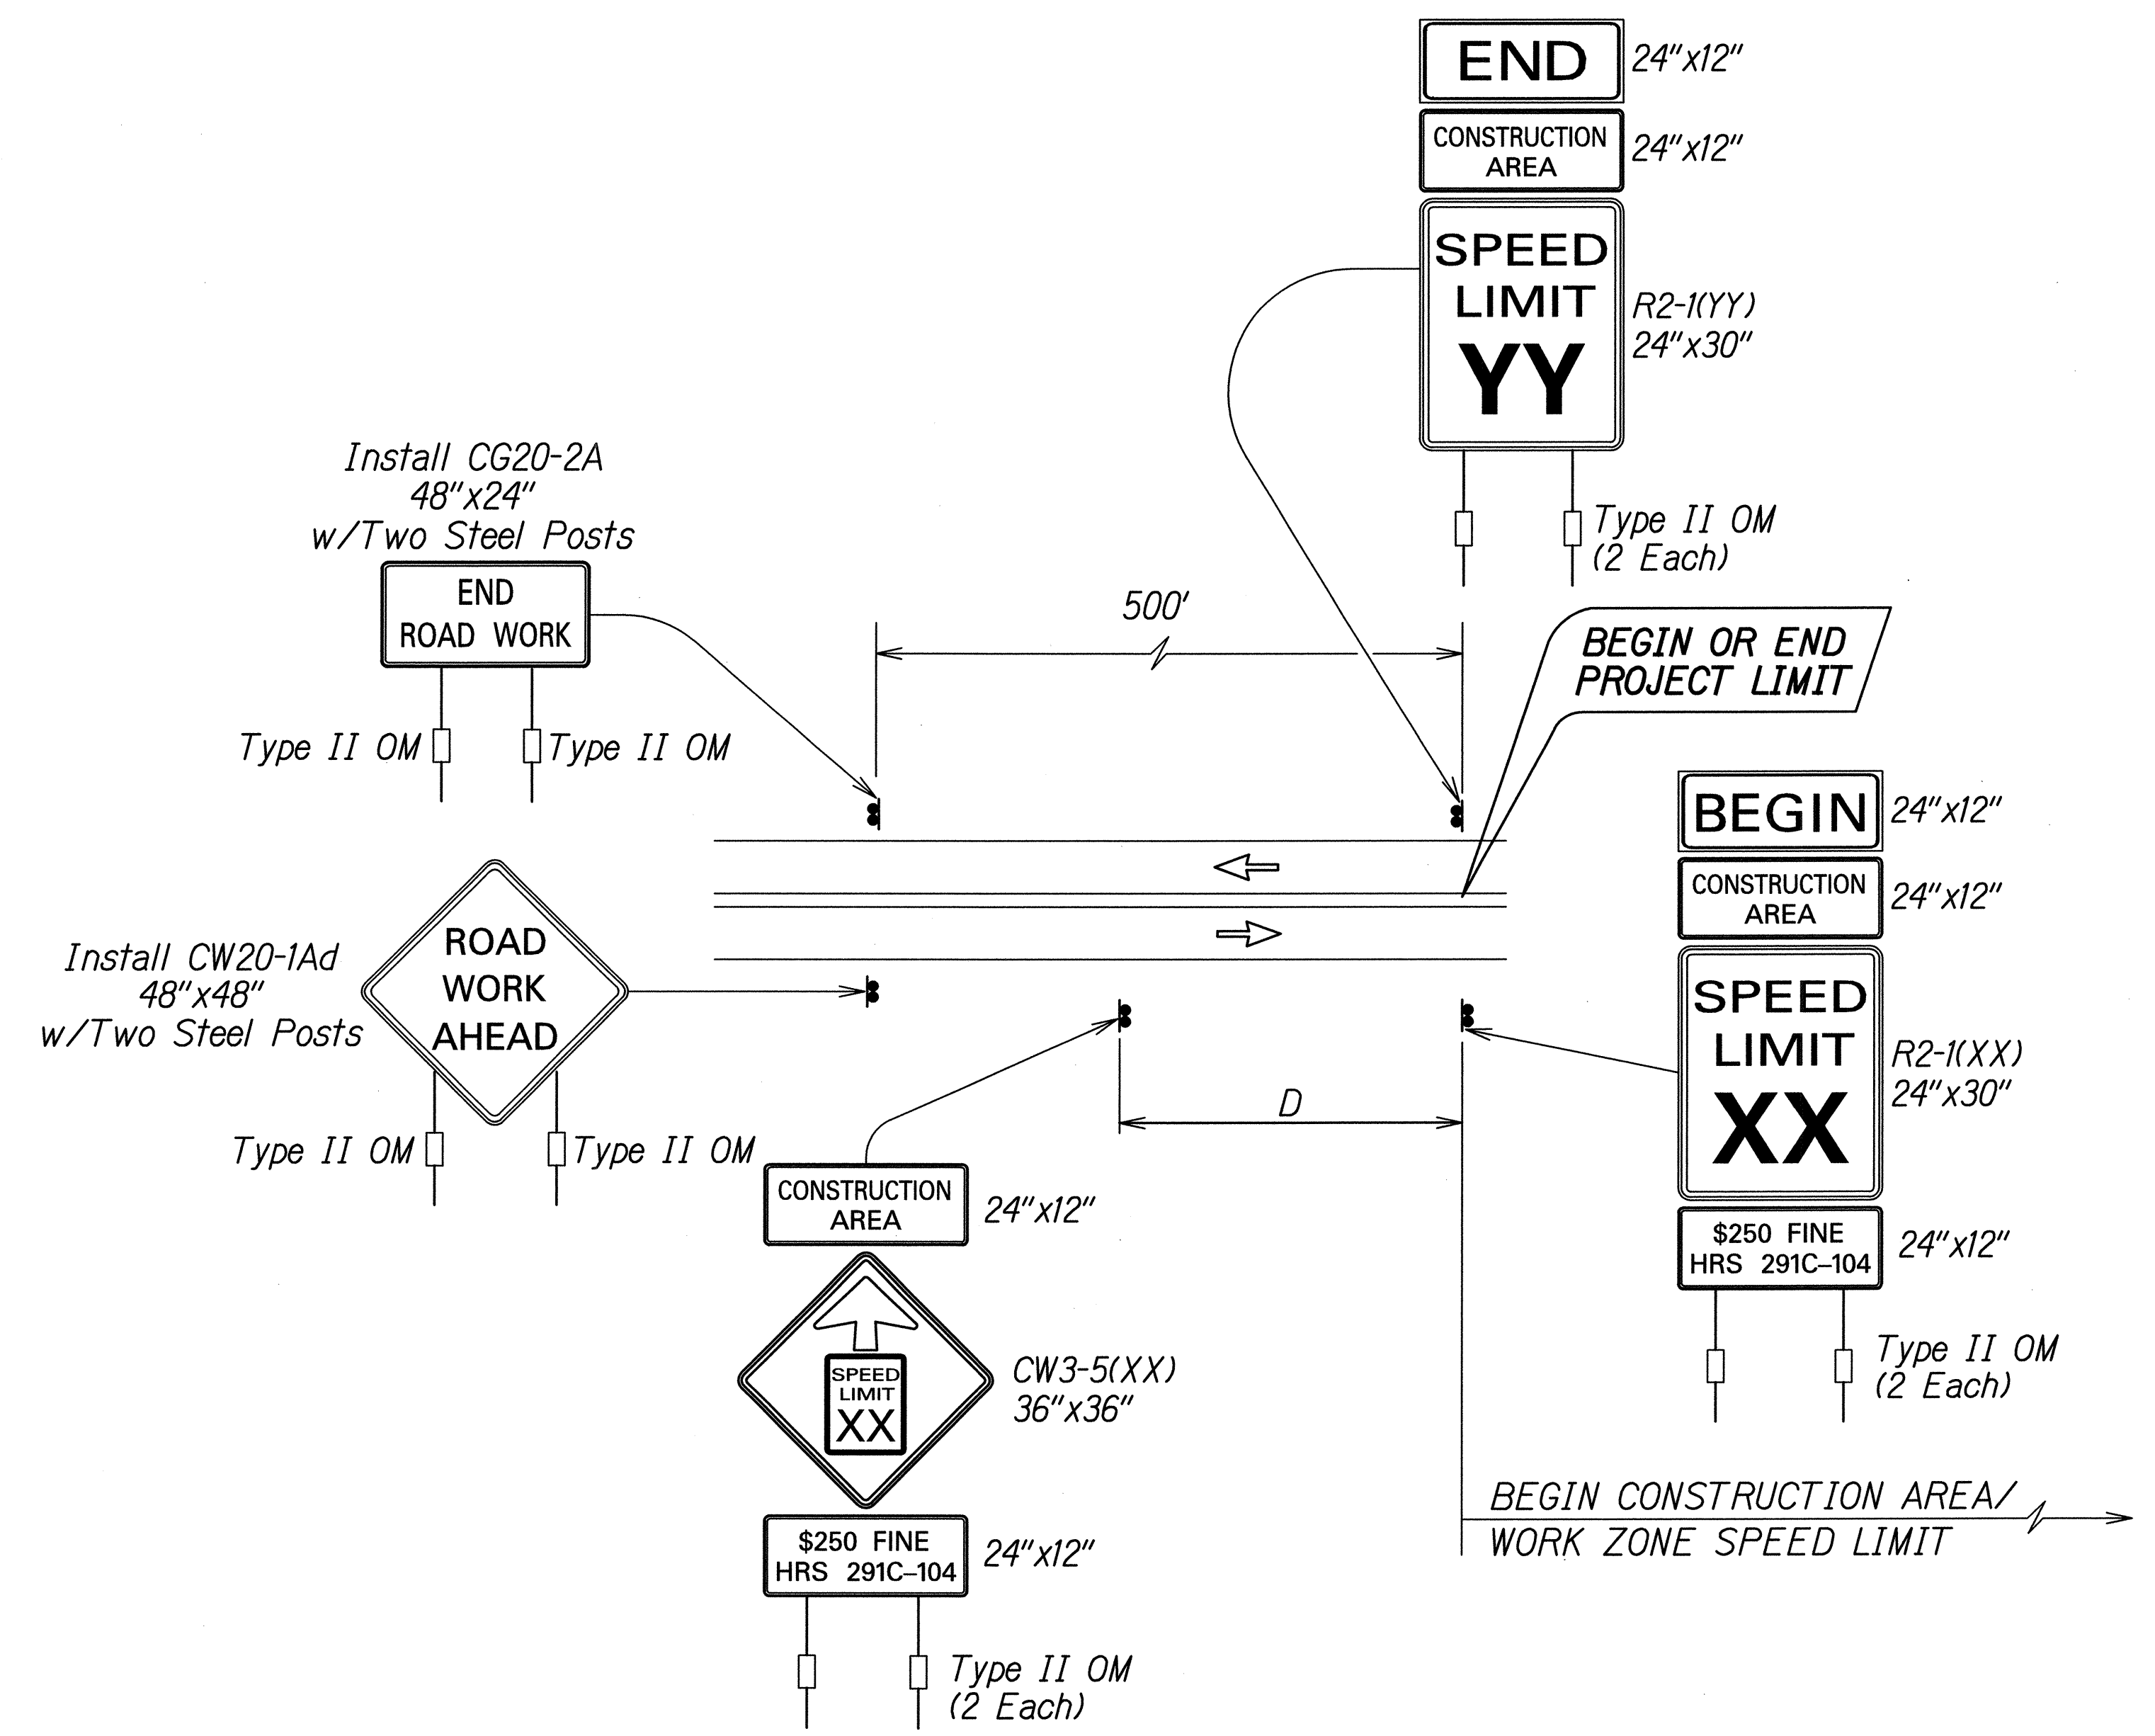 END
24"x12"
CONSTRUCTION
AREA
24"x12"
SPEED
LIMIT
YY
R2-1(YY)
24"x30"
Type II OM
(2 Each)
Install CG20-2A
48"x24"
w/Two Steel Posts
END
ROAD WORK
Type II OM
Type II OM
500'
BEGIN OR END
PROJECT LIMIT
BEGIN
24"x12"
CONSTRUCTION
AREA
24"x12"
SPEED
LIMIT
XX
R2-1(XX)
24"x30"
$250 FINE
HRS 291C–104
24"x12"
Type II OM
(2 Each)
Install CW20-1Ad
48"x48"
w/Two Steel Posts
ROAD
WORK
AHEAD
Type II OM
Type II OM
D
CONSTRUCTION
AREA
24"x12"
SPEED
LIMIT
XX
CW3-5(XX)
36"x36"
$250 FINE
HRS 291C–104
24"x12"
Type II OM
(2 Each)
BEGIN CONSTRUCTION AREA/
WORK ZONE SPEED LIMIT